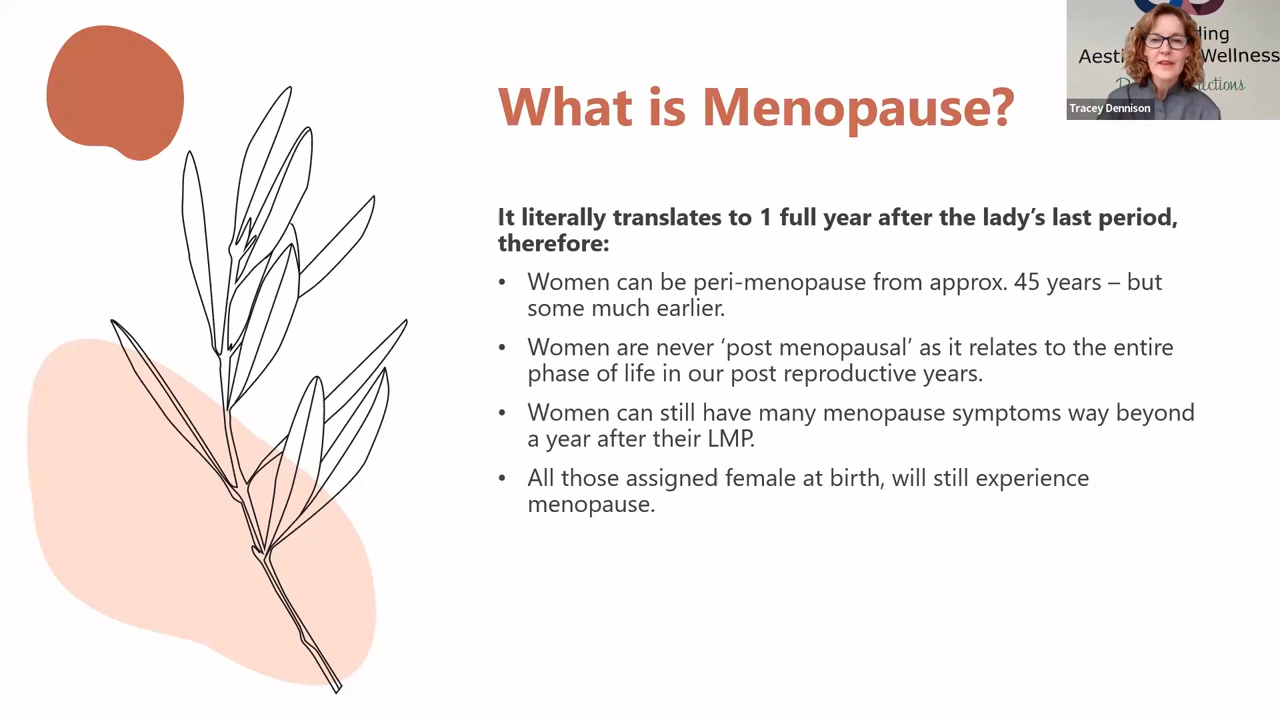 What is Menopause?
It literally translates to 1 full year after the lady’s last period,
therefore:
• Women can be peri-menopause from approx. 45 years – but
some much earlier.
• Women are never ‘post menopausal’ as it relates to the entire
phase of life in our post reproductive years.
• Women can still have many menopause symptoms way beyond
a year after their LMP.
• All those assigned female at birth, will still experience
menopause.
Wellness
Tracey Dennison